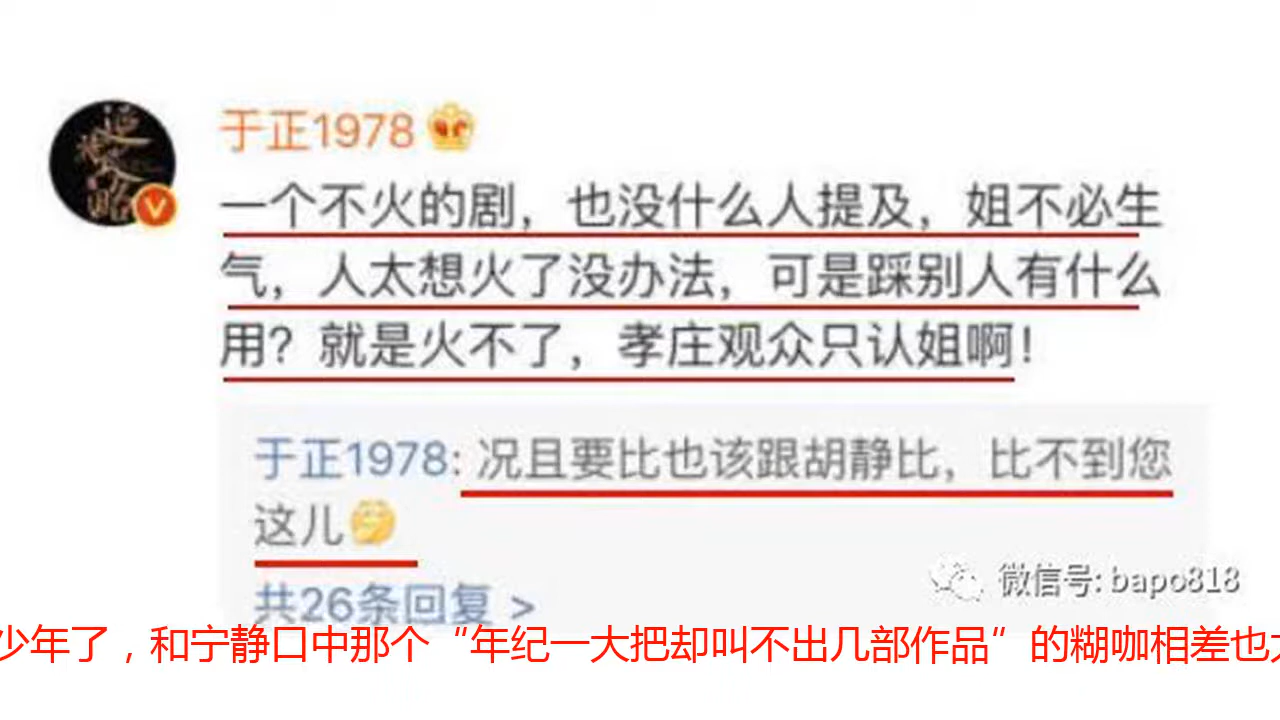 于正1978
一个不火的剧，也没什么人提及，姐不必生
气，人太想火了没办法，可是踩别人有什么
用？就是火不了，孝庄观众只认姐啊！
于正1978: 况且要比也该跟胡静比，比不到您
这儿
共26条回复 >
微信号: bapo818
少年了，和宁静口中那个“年纪一大把却叫不出几部作品”的糊咖相差也